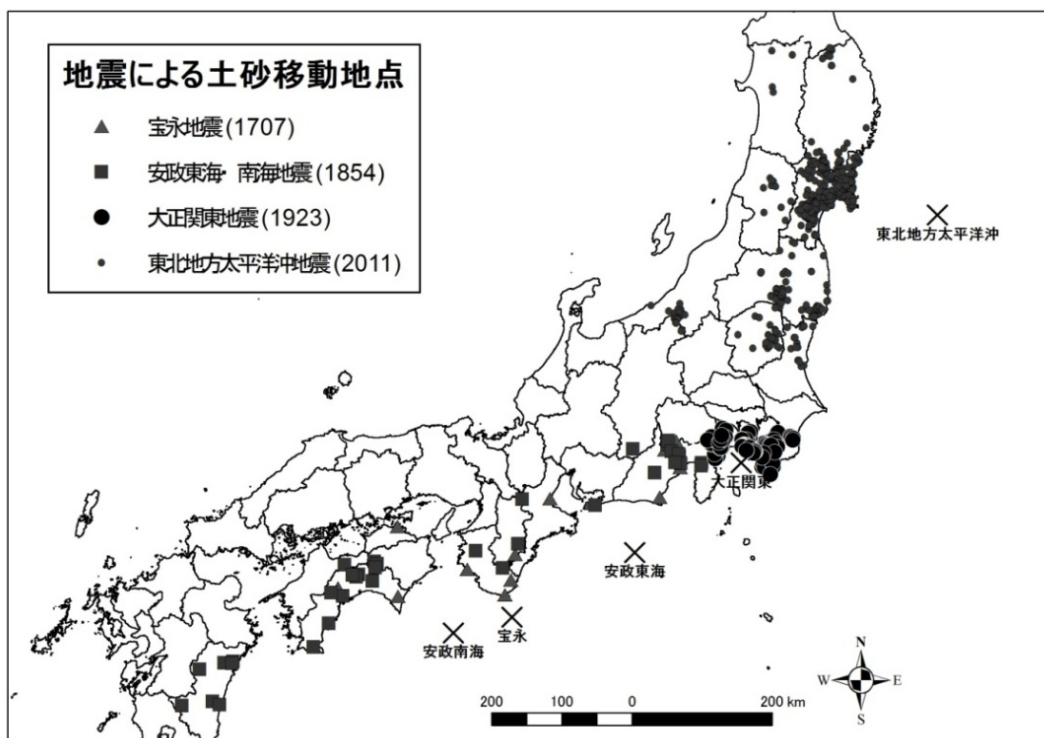 地震による土砂移動地点
宝永地震(1707)
安政東海・南海地震(1854)
大正関東地震(1923)
東北地方太平洋沖地震(2011)
東北地方太平洋沖
大正関東
安政東海
宝永
安政南海
N
W E
S
200 100 0 200 km